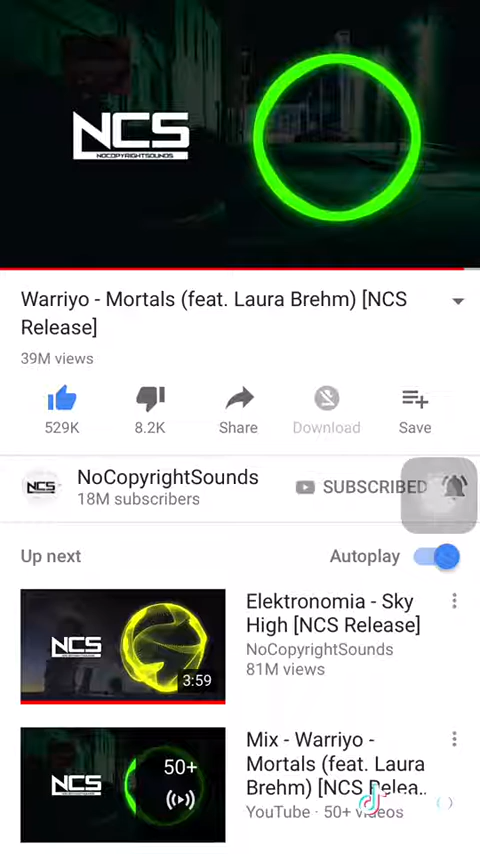 NCS
NOCOPYRIGHTSOUNDS
Warriyo - Mortals (feat. Laura Brehm) [NCS
Release]
39M views
529K
8.2K
Share
Download
Save
NCS
NoCopyrightSounds
18M subscribers
SUBSCRIBED
Up next
Autoplay
NCS
3:59
Elektronomia - Sky
High [NCS Release]
NoCopyrightSounds
81M views
NCS
50+
Mix - Warriyo -
Mortals (feat. Laura
Brehm) [NCS Relea..
YouTube · 50+ videos